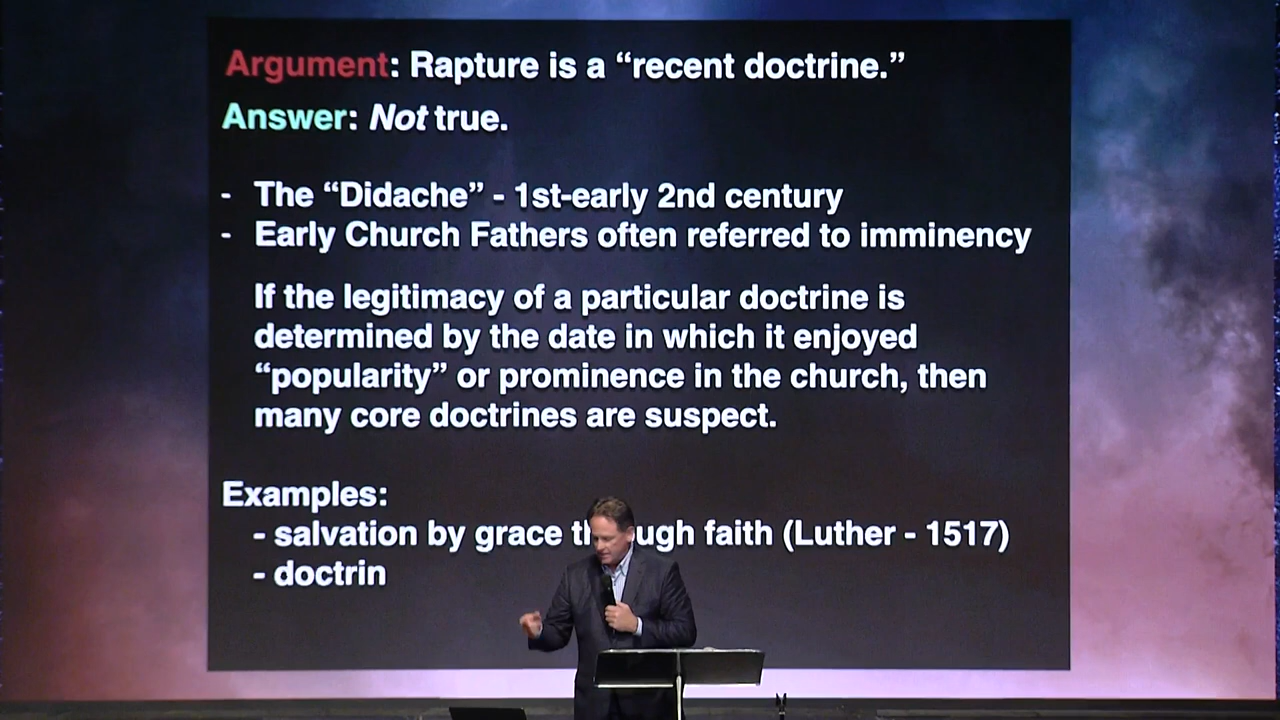 Argument: Rapture is a “recent doctrine.”
Answer: Not true.
- The “Didache” - 1st-early 2nd century
- Early Church Fathers often referred to imminency
If the legitimacy of a particular doctrine is
determined by the date in which it enjoyed
“popularity” or prominence in the church, then
many core doctrines are suspect.
Examples:
- salvation by grace th ugh faith (Luther - 1517)
- doctrin